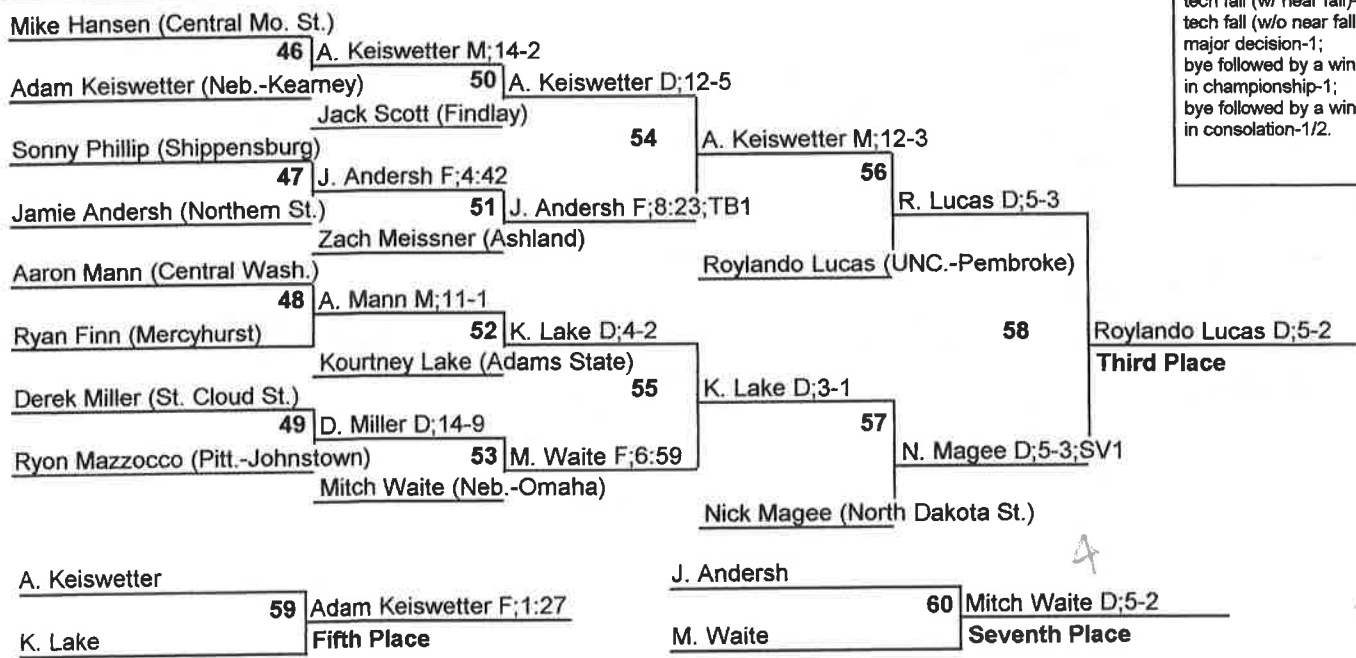 Mike Hansen (Central Mo. St.)
46 A. Keiswetter M;14-2
Adam Keiswetter (Neb.-Kearney)
50 A. Keiswetter D;12-5
Jack Scott (Findlay)
Sonny Phillip (Shippensburg)
54 A. Keiswetter M;12-3
47 J. Andersh F;4:42
56
Jamie Andersh (Northern St.)
51 J. Andersh F;8:23;TB1
R. Lucas D;5-3
Zach Meissner (Ashland)
Aaron Mann (Central Wash.)
Roylando Lucas (UNC.-Pembroke)
48 A. Mann M;11-1
Ryan Finn (Mercyhurst)
52 K. Lake D;4-2
58 Roylando Lucas D;5-2
Kourtney Lake (Adams State)
Third Place
Derek Miller (St. Cloud St.)
55 K. Lake D;3-1
49 D. Miller D;14-9
57
Ryon Mazzocco (Pitt.-Johnstown)
53 M. Waite F;6:59
N. Magee D;5-3;SV1
Mitch Waite (Neb.-Omaha)
Nick Magee (North Dakota St.)
A. Keiswetter
59 Adam Keiswetter F;1:27
K. Lake
Fifth Place
J. Andersh
60 Mitch Waite D;5-2
M. Waite
Seventh Place
tech fall (w/ near fall)-
tech fall (w/o near fall
major decision-1;
bye followed by a win
in championship-1;
bye followed by a win
in consolation-1/2.